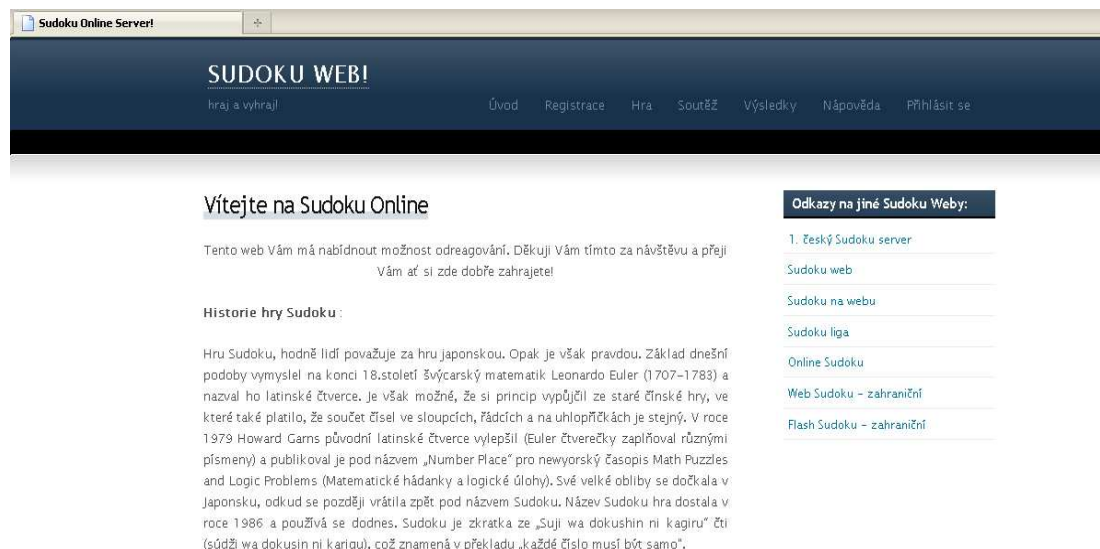 Sudoku Online Server!
SUDOKU WEB!
hraj a vyhraj!
Úvod Registrace Hra Soutěž Výsledky Nápověda Přihlásit se
Vítejte na Sudoku Online
Tento web Vám má nabídnout možnost odreagování. Děkuji Vám tímto za návštěvu a přeji
Vám ať si zde dobře zahrajete!
Historie hry Sudoku :
Hru Sudoku, hodně lidí považuje za hru japonskou. Opak je však pravdou. Základ dnešní
podoby vymyslel na konci 18.století švýcarský matematik Leonardo Euler (1707–1783) a
nazval ho latinské čtverce. Je však možné, že si princip vypůjčil ze staré čínské hry, ve
které také platilo, že součet čísel ve sloupcích, řádcích a na uhlopříčkách je stejný. V roce
1979 Howard Garns původní latinské čtverce vylepšil (Euler čtverečky zaplňoval různými
písmeny) a publikoval je pod názvem „Number Place“ pro newyorský časopis Math Puzzles
and Logic Problems (Matematické hádanky a logické úlohy). Své velké obliby se dočkala v
Japonsku, odkud se později vrátila zpět pod názvem Sudoku. Název Sudoku hra dostala v
roce 1986 a používá se dodnes. Sudoku je zkratka ze „Suji wa dokushin ni kagiru“ čti
(súdži wa dokusin ni karigu), což znamená v překladu „každé číslo musí být samo“.
Odkazy na jiné Sudoku Weby:
1. český Sudoku server
Sudoku web
Sudoku na webu
Sudoku liga
Online Sudoku
Web Sudoku – zahraniční
Flash Sudoku – zahraniční